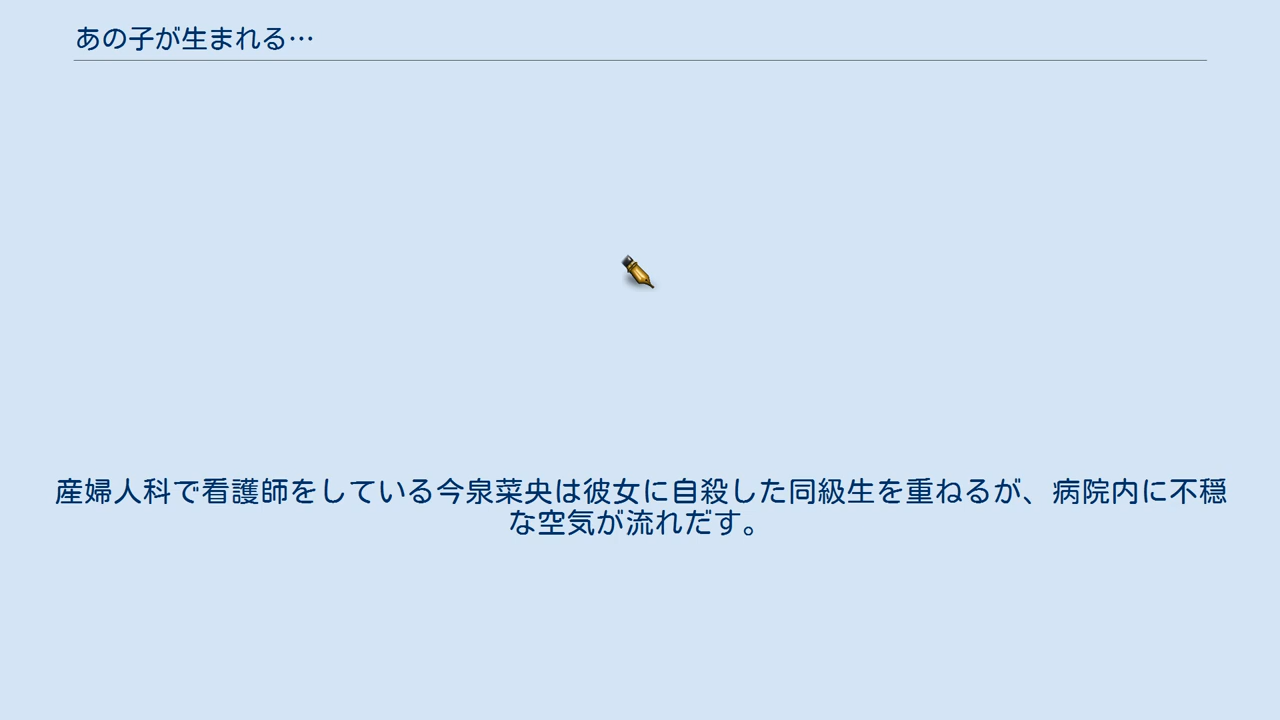 あの子が生まれる…
産婦人科で看護師をしている今泉菜央は彼女に自殺した同級生を重ねるが、病院内に不穏
な空気が流れだす。